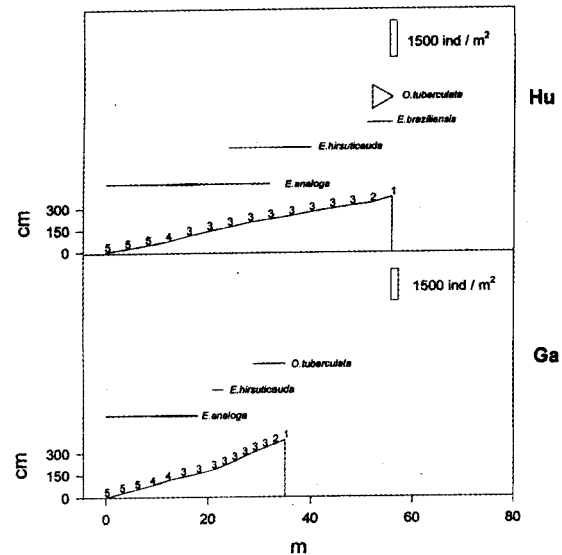 1500 ind / m²
O.tuberculata
Hu
E.braziliensis
E.hirsuticauda
E.analoga
cm
300
150
0
5 5 5 4 3 3 3 3 3 3 3 3 3 2 1
1500 ind / m²
Ga
O.tuberculata
E.hirsuticauda
E.analoga
cm
300
150
0
5 5 5 4 4 3 3 3 3 3 3 3 3 2 1
0 20 40 60 80
m